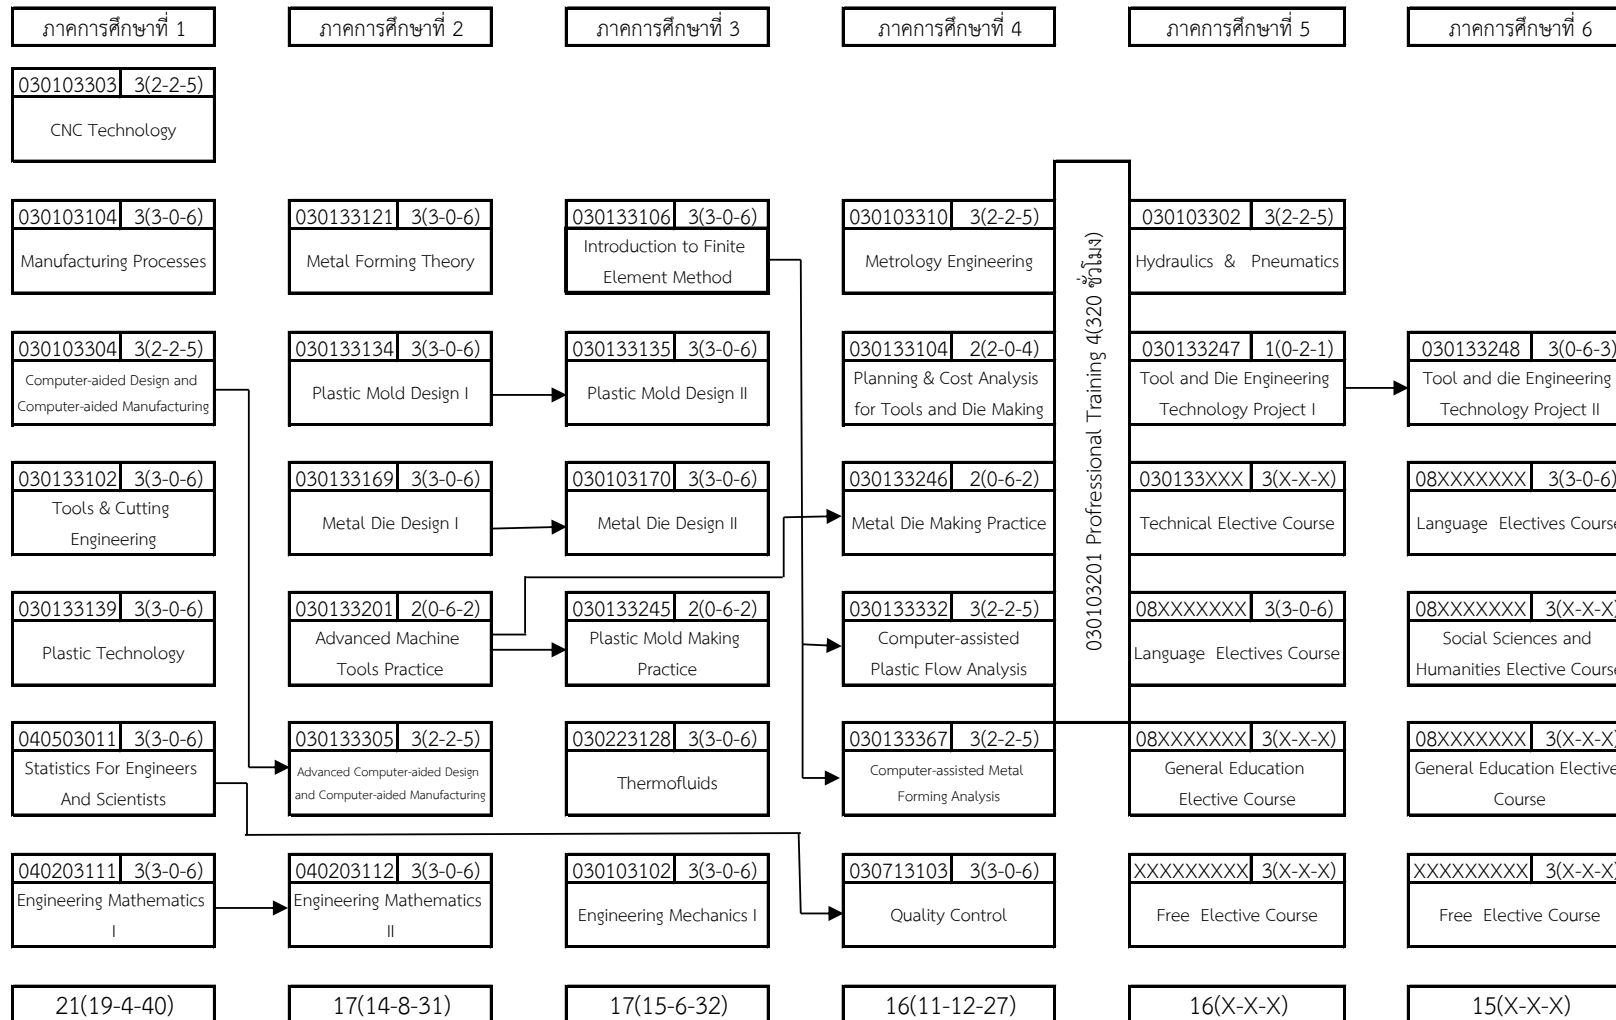 ภาคการศึกษาที่ 1
ภาคการศึกษาที่ 2
ภาคการศึกษาที่ 3
ภาคการศึกษาที่ 4
ภาคการศึกษาที่ 5
ภาคการศึกษาที่ 6
030103303 3(2-2-5)
CNC Technology
030103104 3(3-0-6)
Manufacturing Processes
030133121 3(3-0-6)
Metal Forming Theory
030133106 3(3-0-6)
Introduction to Finite
Element Method
030103310 3(2-2-5)
Metrology Engineering
030103201 Profressional Training 4(320 ชั่วโมง)
030103302 3(2-2-5)
Hydraulics & Pneumatics
030103304 3(2-2-5)
Computer-aided Design and
Computer-aided Manufacturing
030133134 3(3-0-6)
Plastic Mold Design I
030133135 3(3-0-6)
Plastic Mold Design II
030133104 2(2-0-4)
Planning & Cost Analysis
for Tools and Die Making
030133247 1(0-2-1)
Tool and Die Engineering
Technology Project I
030133248 3(0-6-3)
Tool and die Engineering
Technology Project II
030133102 3(3-0-6)
Tools & Cutting
Engineering
030133169 3(3-0-6)
Metal Die Design I
030103170 3(3-0-6)
Metal Die Design II
030133246 2(0-6-2)
Metal Die Making Practice
030133XXX 3(X-X-X)
Technical Elective Course
08XXXXXXX 3(3-0-6)
Language Electives Course
030133139 3(3-0-6)
Plastic Technology
030133201 2(0-6-2)
Advanced Machine
Tools Practice
030133245 2(0-6-2)
Plastic Mold Making
Practice
030133332 3(2-2-5)
Computer-assisted
Plastic Flow Analysis
08XXXXXXX 3(3-0-6)
Language Electives Course
08XXXXXXX 3(X-X-X)
Social Sciences and
Humanities Elective Course
040503011 3(3-0-6)
Statistics For Engineers
And Scientists
030133305 3(2-2-5)
Advanced Computer-aided Design
and Computer-aided Manufacturing
030223128 3(3-0-6)
Thermofluids
030133367 3(2-2-5)
Computer-assisted Metal
Forming Analysis
08XXXXXXX 3(X-X-X)
General Education
Elective Course
08XXXXXXX 3(X-X-X)
General Education Elective
Course
040203111 3(3-0-6)
Engineering Mathematics
I
040203112 3(3-0-6)
Engineering Mathematics
II
030103102 3(3-0-6)
Engineering Mechanics I
030713103 3(3-0-6)
Quality Control
XXXXXXXXX 3(X-X-X)
Free Elective Course
XXXXXXXXX 3(X-X-X)
Free Elective Course
21(19-4-40)
17(14-8-31)
17(15-6-32)
16(11-12-27)
16(X-X-X)
15(X-X-X)